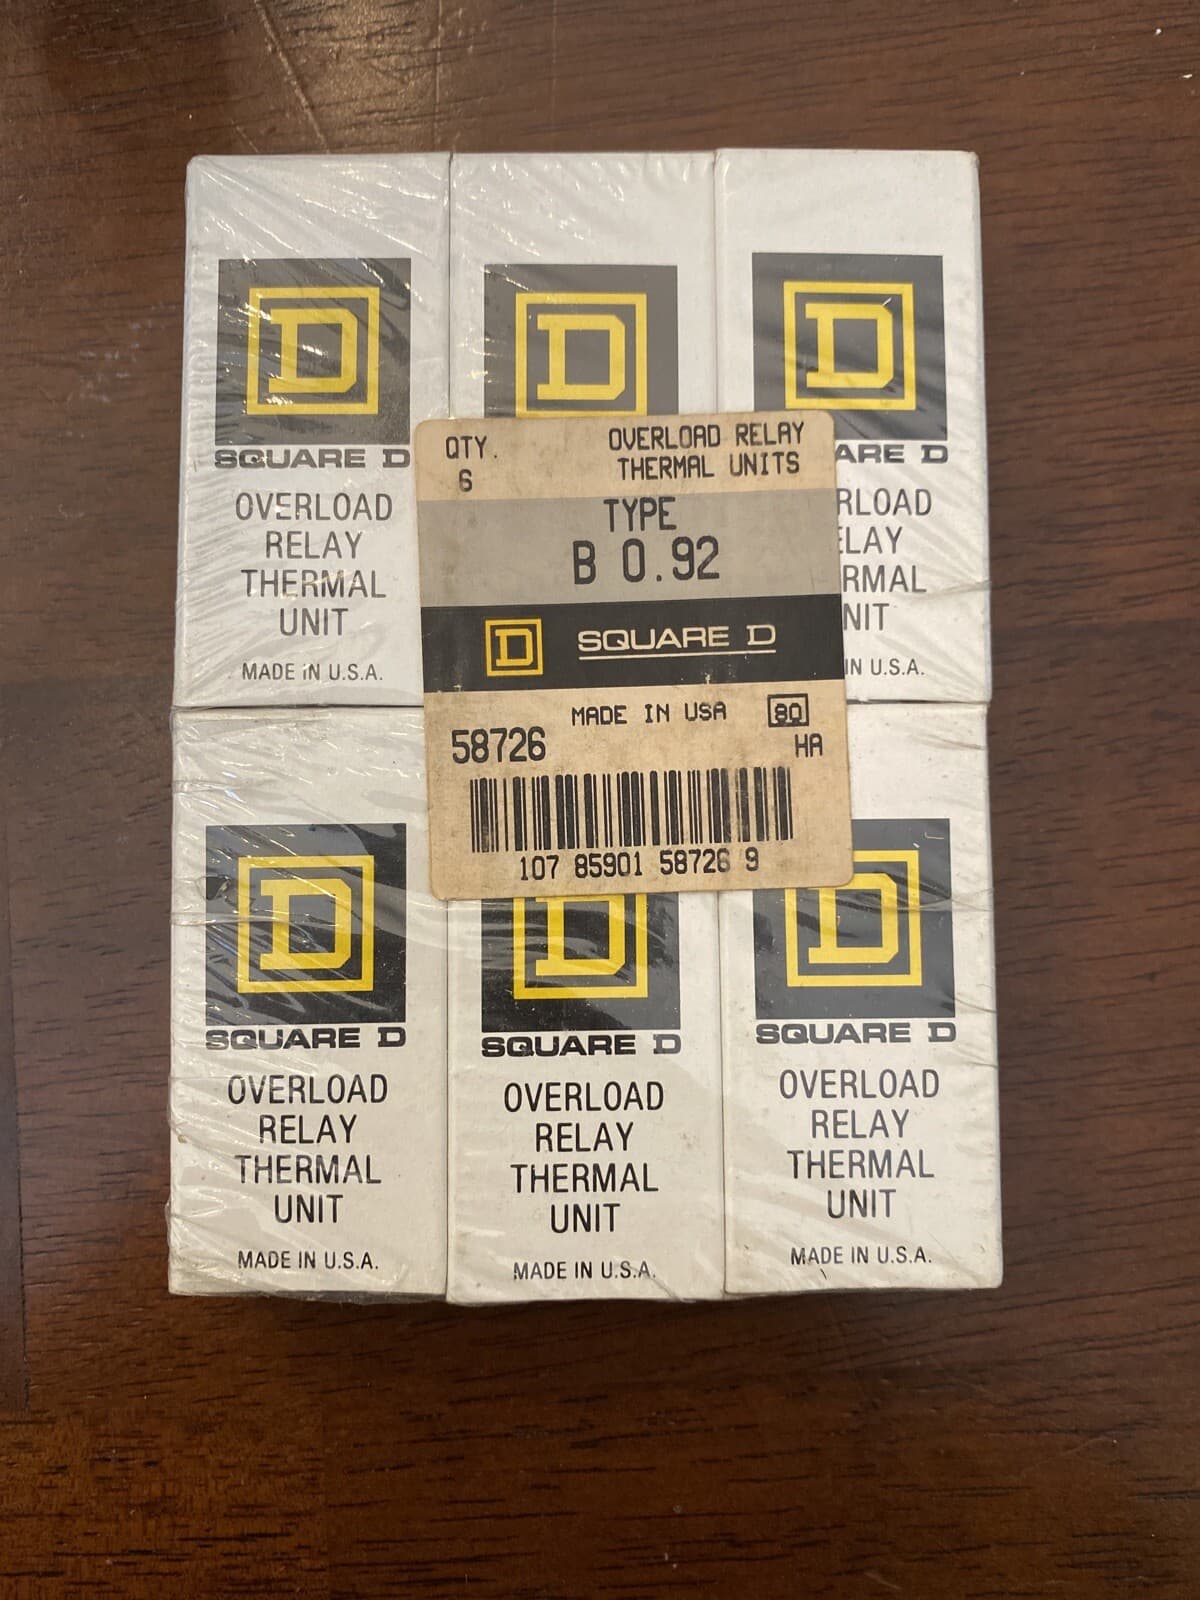 D
D
D
SQUARE D
OVERLOAD
RELAY
THERMAL
UNIT
MADE IN U.S.A.
QTY.
6
OVERLOAD RELAY
THERMAL UNITS
TYPE
B 0.92
D SQUARE D
MADE IN USA
80
58726
HA
107 85901 58726 9
ARE D
RLOAD
ELAY
RMAL
NIT
IN U.S.A.
D
SQUARE D
OVERLOAD
RELAY
THERMAL
UNIT
MADE IN U.S.A.
D
SQUARE D
OVERLOAD
RELAY
THERMAL
UNIT
MADE IN U.S.A.
D
SQUARE D
OVERLOAD
RELAY
THERMAL
UNIT
MADE IN U.S.A.